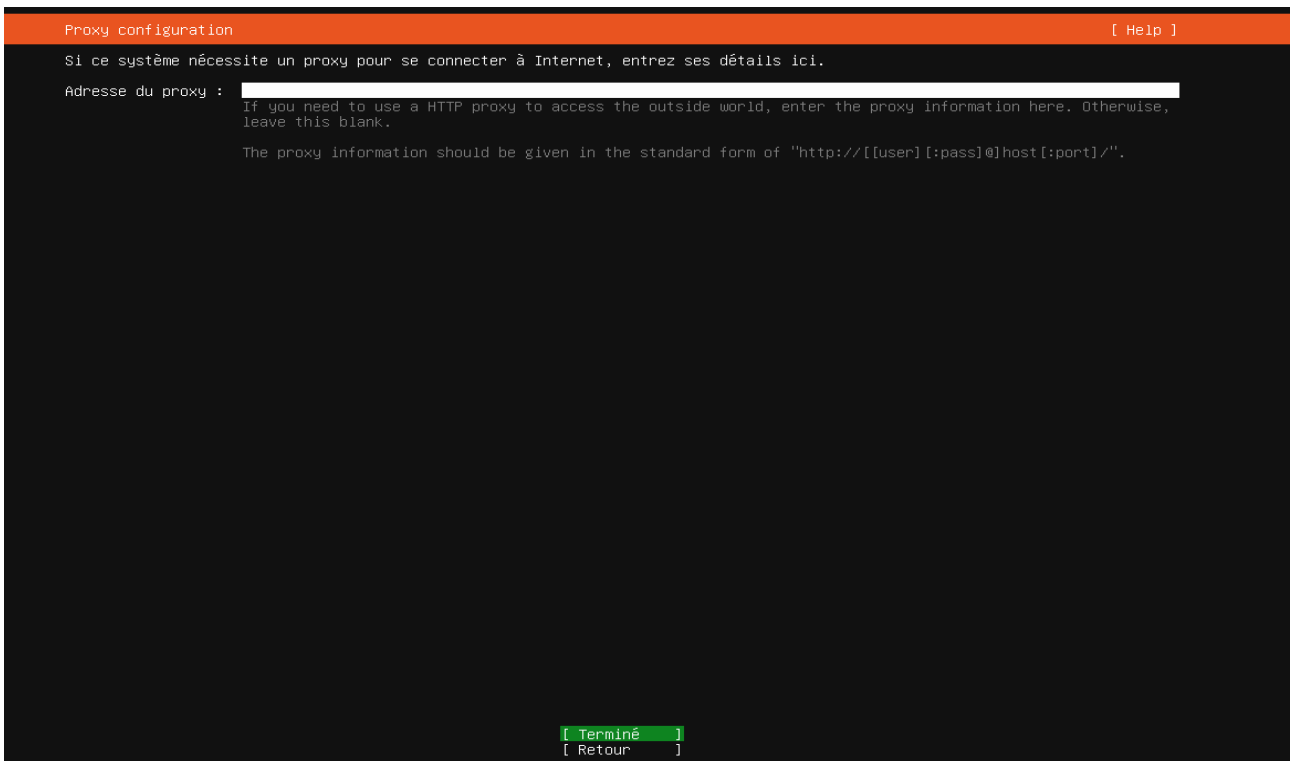 Proxy configuration [ Help ]
Si ce système nécessite un proxy pour se connecter à Internet, entrez ses détails ici.
Adresse du proxy :
If you need to use a HTTP proxy to access the outside world, enter the proxy information here. Otherwise,
leave this blank.
The proxy information should be given in the standard form of "http://[[user][:pass]@]host[:port]/".
[ Terminé ]
[ Retour ]